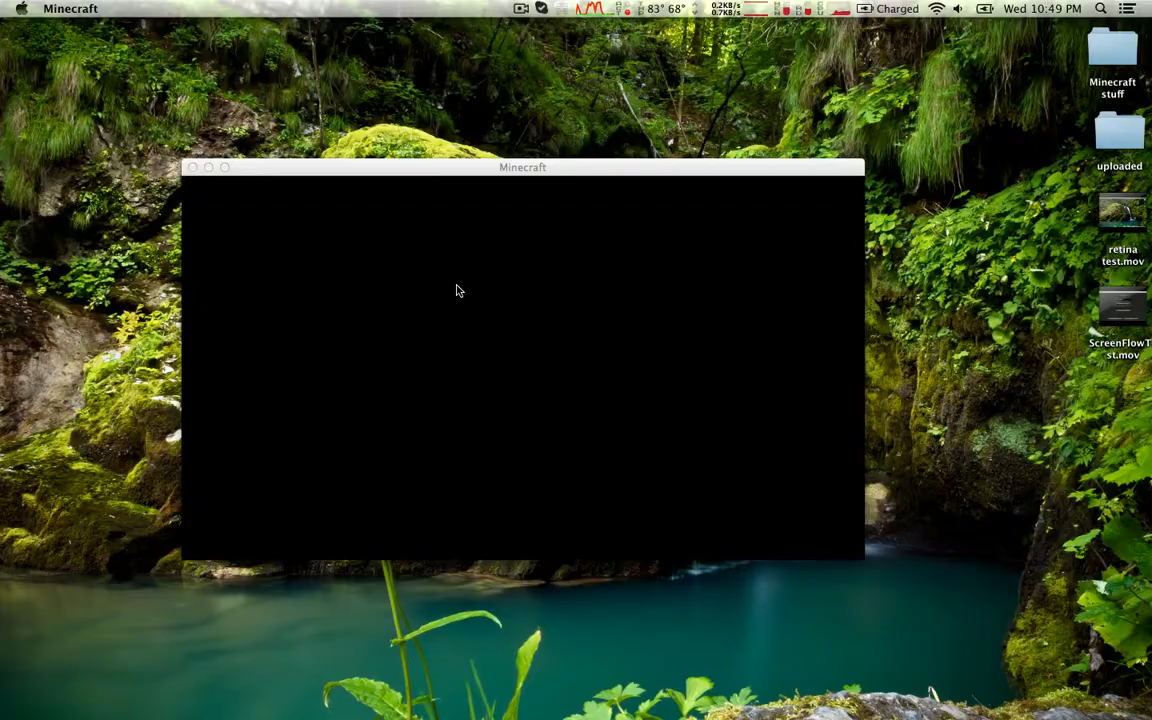 Minecraft
83° 68°
0.2KB/s
0.7KB/s
Charged
Wed 10:49 PM
Minecraft
stuff
uploaded
retina
test.mov
ScreenFlowT
st.mov
Minecraft